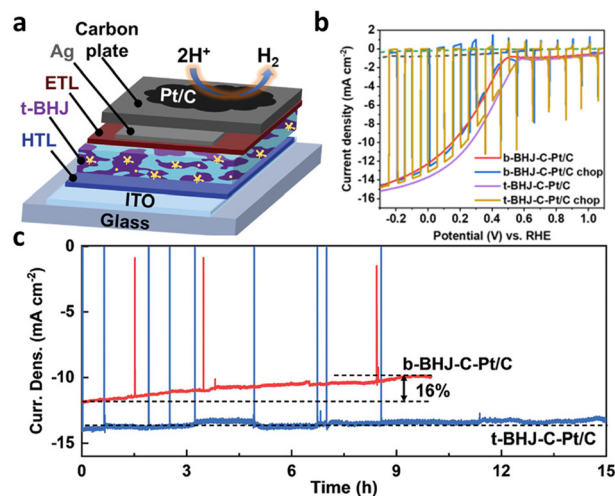 a
Carbon
plate
Ag
ETL
t-BHJ
HTL
2H⁺
H₂
Pt/C
ITO
Glass
b
Current density (mA cm⁻²)
2
0
-2
-4
-6
-8
-10
-12
-14
-16
b-BHJ-C-Pt/C
b-BHJ-C-Pt/C chop
t-BHJ-C-Pt/C
t-BHJ-C-Pt/C chop
-0.2 0.0 0.2 0.4 0.6 0.8 1.0
Potential (V) vs. RHE
c
Curr. Dens. (mA cm⁻²)
0
-5
-10
-15
b-BHJ-C-Pt/C
16%
t-BHJ-C-Pt/C
0 3 6 9 12 15
Time (h)